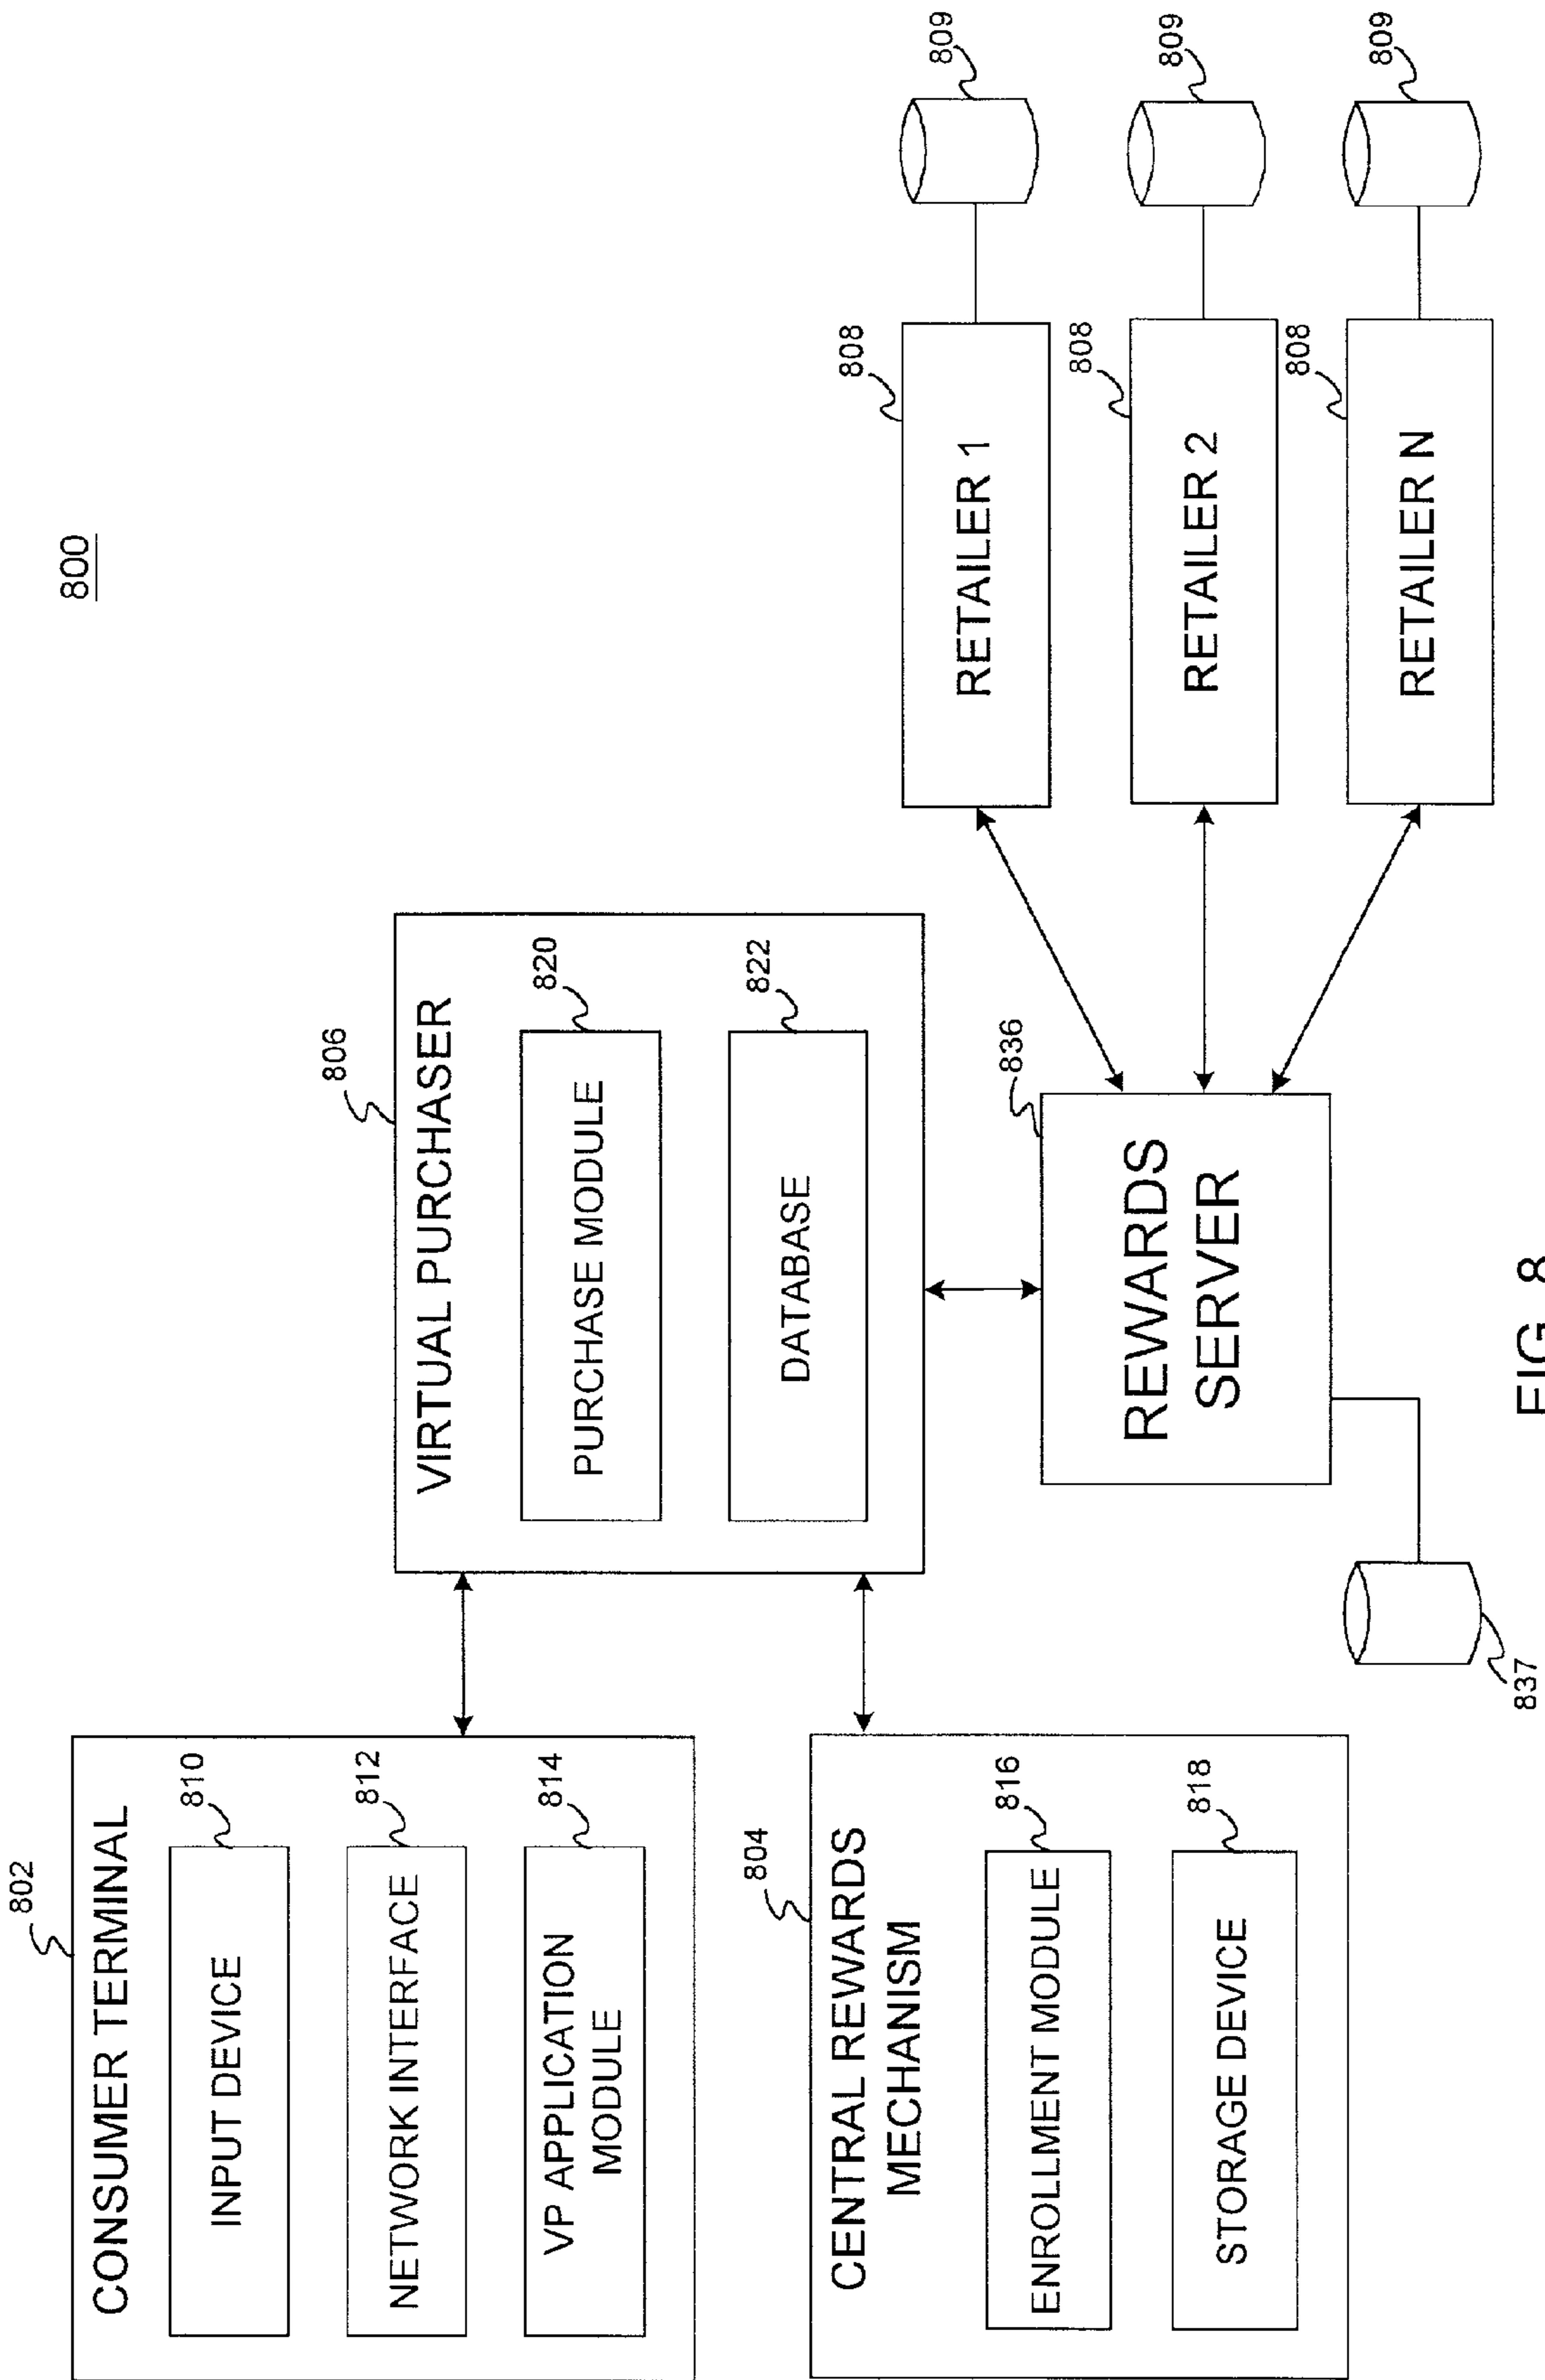 800
802
CONSUMER TERMINAL
INPUT DEVICE
810
NETWORK INTERFACE
812
VP APPLICATION
MODULE
814
804
CENTRAL REWARDS
MECHANISM
ENROLLMENT MODULE
816
STORAGE DEVICE
818
806
VIRTUAL PURCHASER
PURCHASE MODULE
820
DATABASE
822
836
REWARDS
SERVER
837
808
RETAILER 1
809
808
RETAILER 2
809
808
RETAILER N
809
FIG. 8